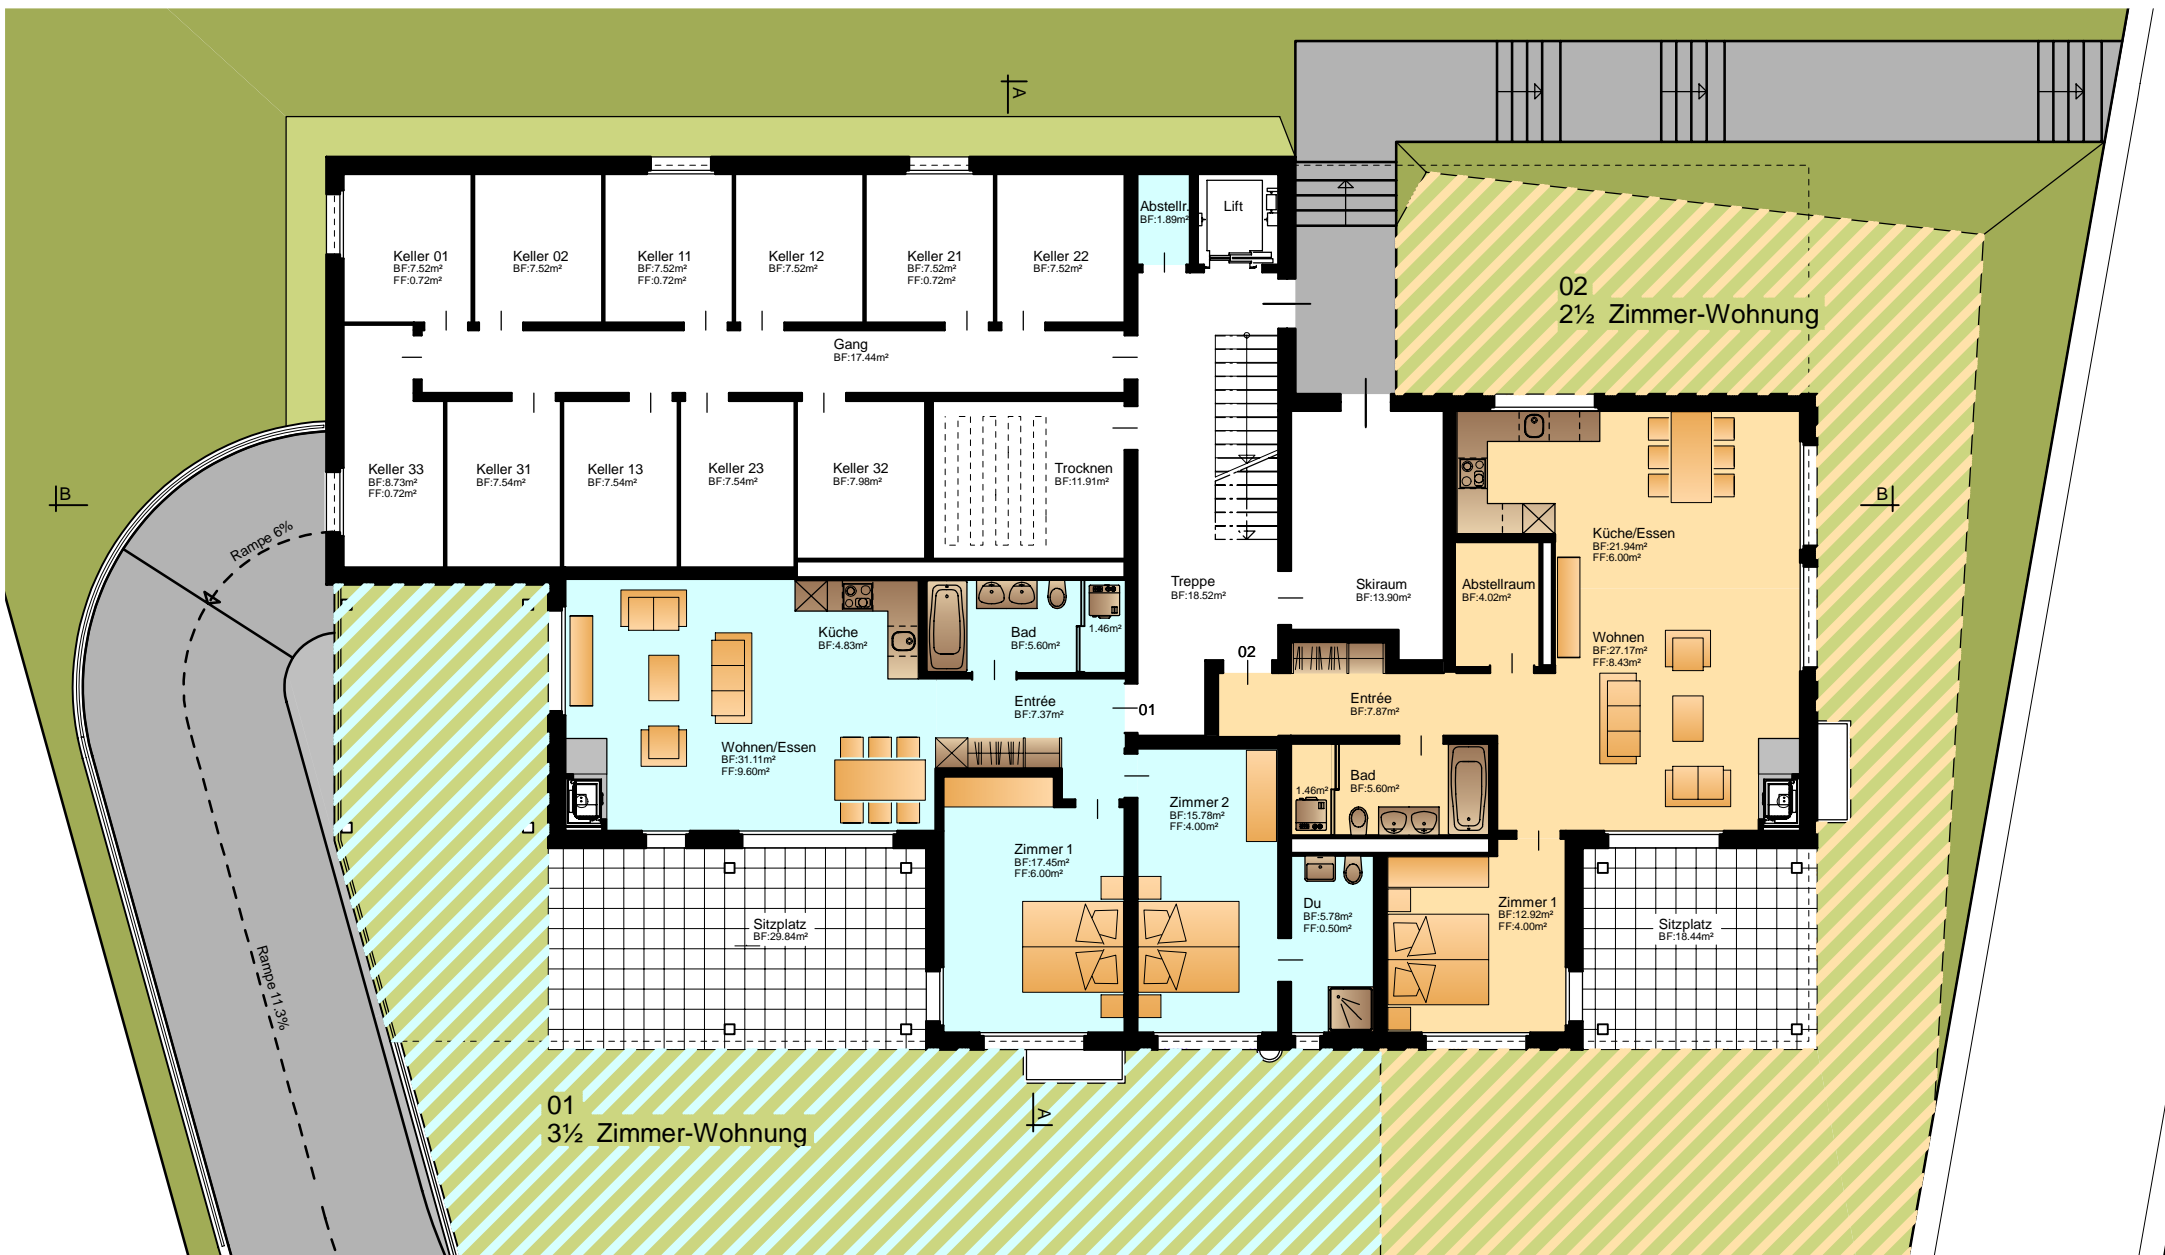 A
Abstellr.
BF:1.89m²
Lift
Keller 01
BF:7.52m²
FF:0.72m²
Keller 02
BF:7.52m²
Keller 11
BF:7.52m²
FF:0.72m²
Keller 12
BF:7.52m²
Keller 21
BF:7.52m²
FF:0.72m²
Keller 22
BF:7.52m²
02
2½ Zimmer-Wohnung
Gang
BF:17.44m²
Keller 33
BF:8.73m²
FF:0.72m²
Keller 31
BF:7.54m²
Keller 13
BF:7.54m²
Keller 23
BF:7.54m²
Keller 32
BF:7.98m²
Trocknen
BF:11.91m²
B
B
Rampe 6%
Küche/Essen
BF:21.94m²
FF:6.00m²
Treppe
BF:18.52m²
Skiraum
BF:13.90m²
Abstellraum
BF:4.02m²
Küche
BF:4.83m²
Bad
BF:5.60m²
1.46m²
Wohnen
BF:27.17m²
FF:8.43m²
02
Entrée
BF:7.37m²
01
Entrée
BF:7.87m²
Wohnen/Essen
BF:31.11m²
FF:9.60m²
Bad
BF:5.60m²
1.46m²
Zimmer 2
BF:15.78m²
FF:4.00m²
Zimmer 1
BF:17.45m²
FF:6.00m²
Du
BF:5.78m²
FF:0.50m²
Zimmer 1
BF:12.92m²
FF:4.00m²
Sitzplatz
BF:29.84m²
Sitzplatz
BF:18.44m²
Rampe 11.3%
01
3½ Zimmer-Wohnung
A